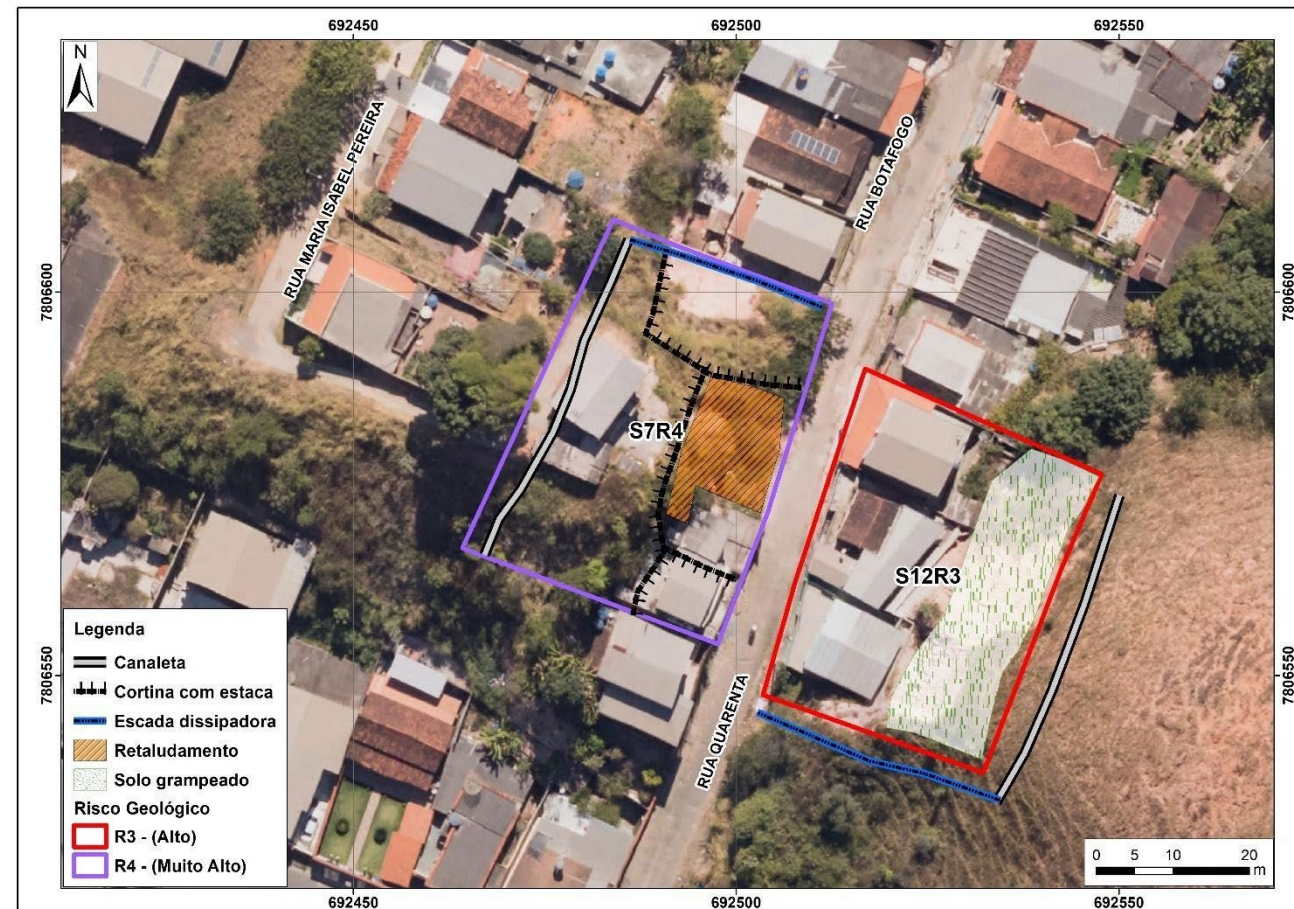 692450
692500
692550
N
RUA MARIA ISABEL PEREIRA
RUA BOTAFOGO
7806600
7806600
S7R4
S12R3
7806550
7806550
RUA QUARENTA
Legenda
Canaleta
Cortina com estaca
Escada dissipadora
Retaludamento
Solo grampeado
Risco Geológico
R3 - (Alto)
R4 - (Muito Alto)
0 5 10 20
m
692450
692500
692550